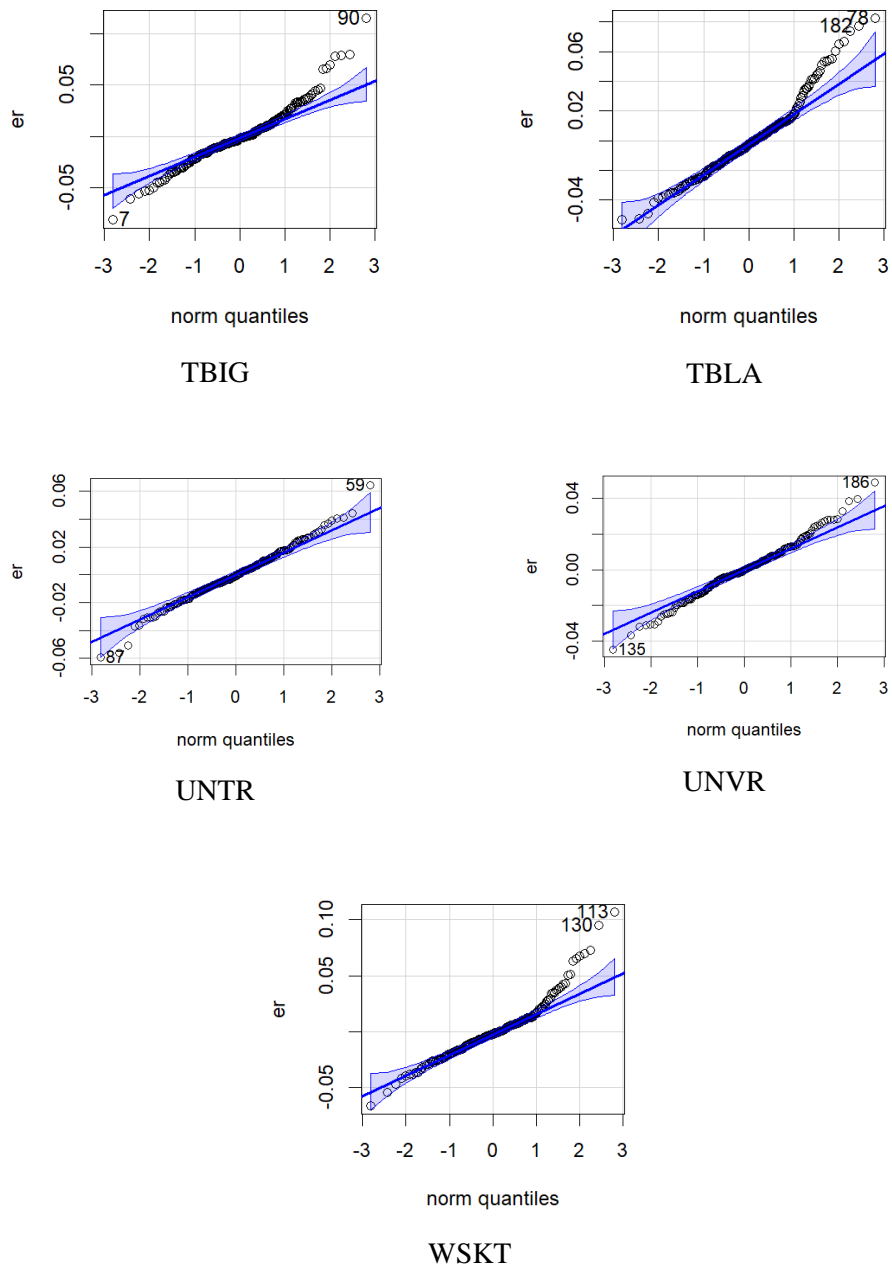 90
0.05
er
-0.05
7
-3 -2 -1 0 1 2 3
norm quantiles
TBIG
78
182
0.06
0.02
er
-0.04
-3 -2 -1 0 1 2 3
norm quantiles
TBLA
0.06
59
0.02
er
-0.02
-0.06
87
-3 -2 -1 0 1 2 3
norm quantiles
UNTR
186
0.04
er
0.00
-0.04
135
-3 -2 -1 0 1 2 3
norm quantiles
UNVR
0.10
113
130
0.05
er
-0.05
-3 -2 -1 0 1 2 3
norm quantiles
WSKT